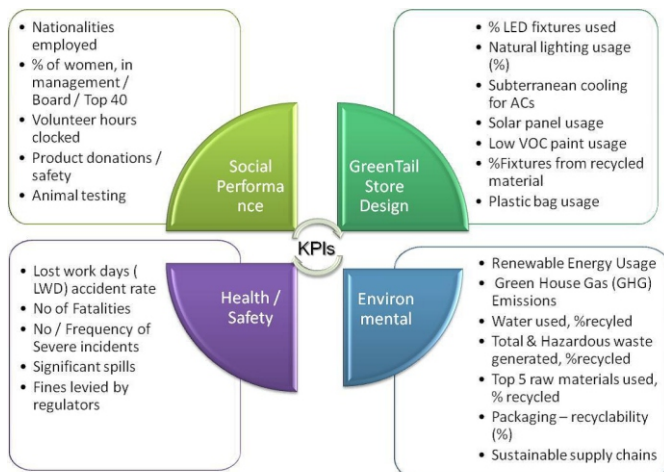 • Nationalities
employed
• % of women, in
management /
Board / Top 40
• Volunteer hours
clocked
• Product donations /
safety
• Animal testing
Social
Performa
nce
• % LED fixtures used
• Natural lighting usage
(%)
• Subterranean cooling
for ACs
• Solar panel usage
• Low VOC paint usage
• %Fixtures from recycled
material
• Plastic bag usage
GreenTail
Store
Design
KPIs
• Lost work days (
LWD) accident rate
• No of Fatalities
• No / Frequency of
Severe incidents
• Significant spills
• Fines levied by
regulators
Health /
Safety
Environ
mental
• Renewable Energy Usage
• Green House Gas (GHG)
Emissions
• Water used, %recyled
• Total & Hazardous waste
generated, %recycled
• Top 5 raw materials used,
% recycled
• Packaging – recyclability
(%)
• Sustainable supply chains